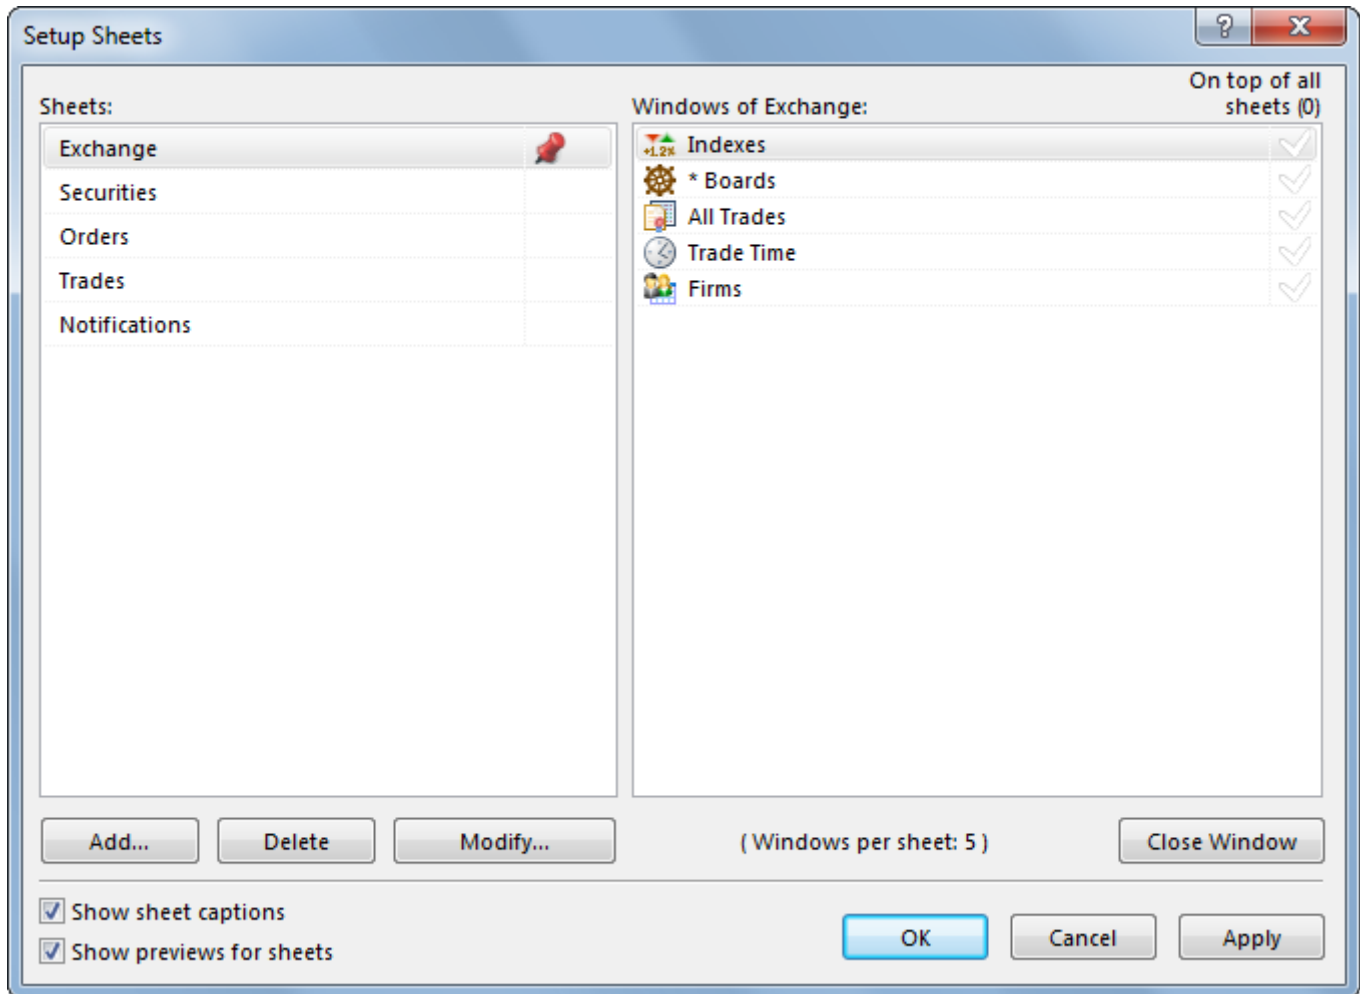 Setup Sheets
?
Sheets:
Exchange
Securities
Orders
Trades
Notifications
Windows of Exchange:
On top of all
sheets (0)
+1.2%
Indexes
* Boards
All Trades
Trade Time
Firms
Add...
Delete
Modify...
( Windows per sheet: 5 )
Close Window
Show sheet captions
Show previews for sheets
OK
Cancel
Apply